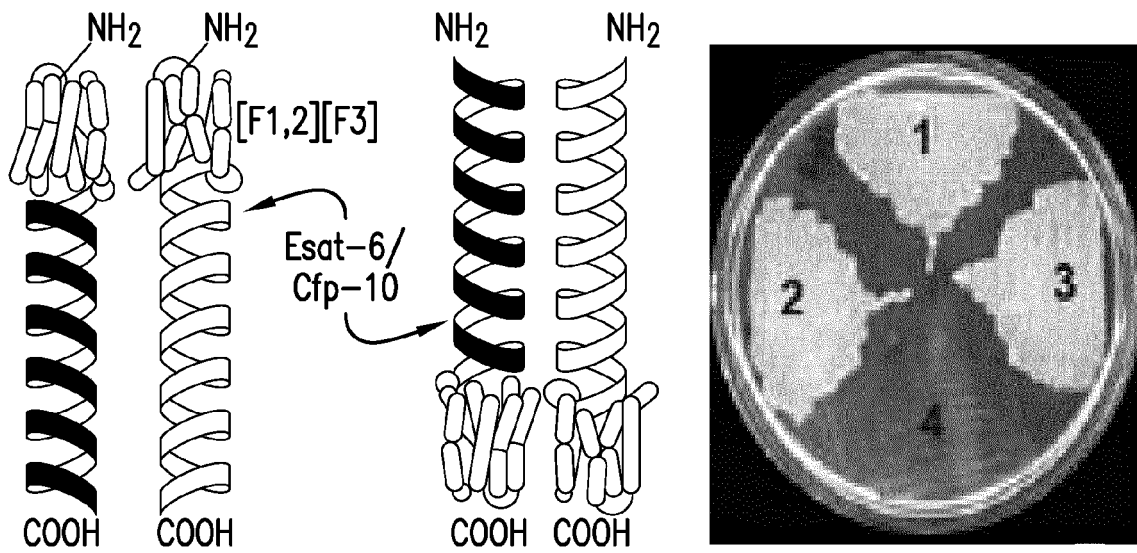 NH2 NH2
[F1,2][F3]
Esat-6/
Cfp-10
COOH COOH
NH2 NH2
COOH COOH
1
2
3
4